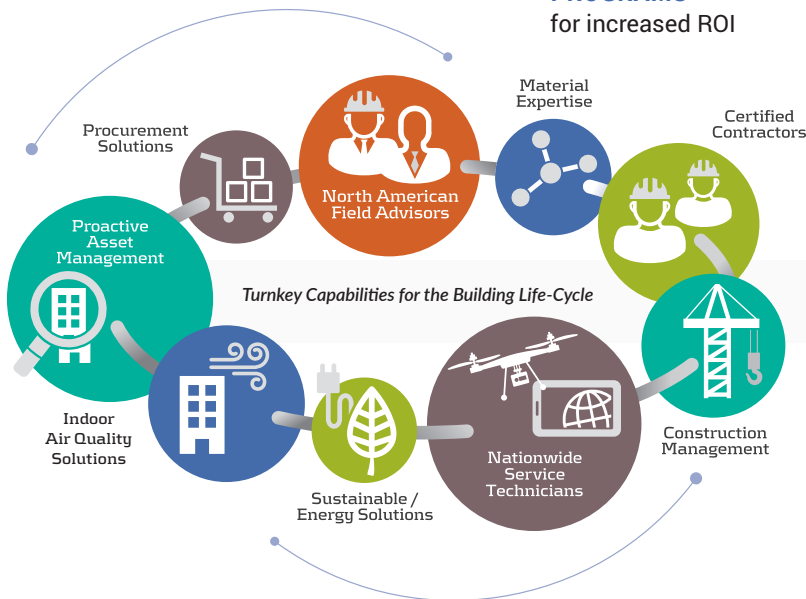 for increased ROI
Material
Expertise
Certified
Contractors
Procurement
Solutions
North American
Field Advisors
Proactive
Asset
Management
Turnkey Capabilities for the Building Life-Cycle
Indoor
Air Quality
Solutions
Sustainable /
Energy Solutions
Nationwide
Service
Technicians
Construction
Management